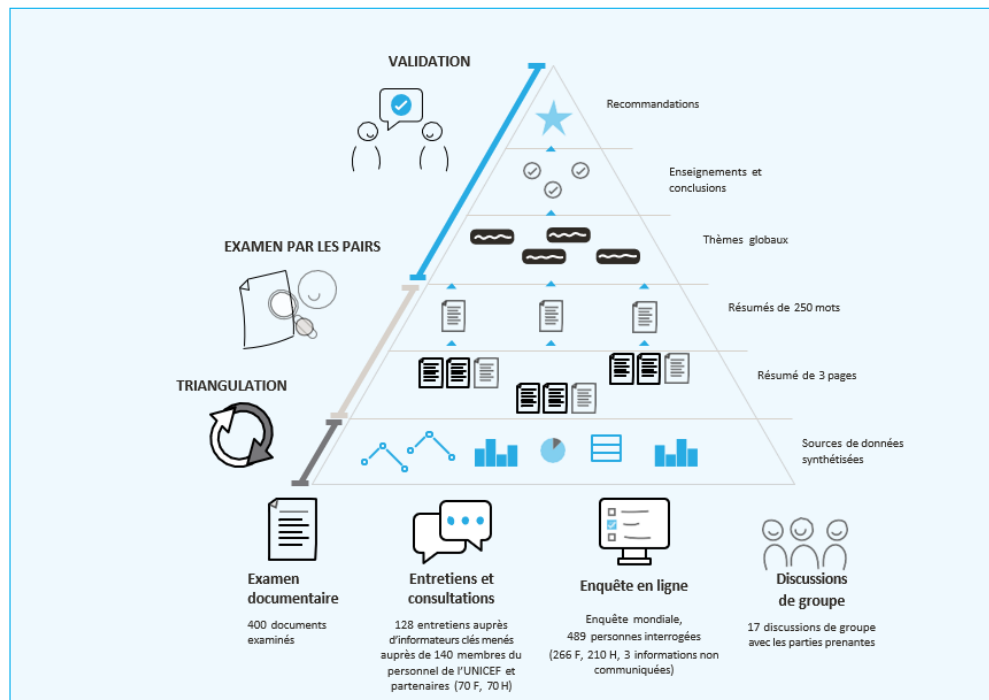 VALIDATION
Recommandations
Enseignements et
conclusions
EXAMEN PAR LES PAIRS
Thèmes globaux
Résumés de 250 mots
TRIANGULATION
Résumé de 3 pages
Sources de données
synthétisées
Examen
documentaire
400 documents
examinés
Entretiens et
consultations
128 entretiens auprès
d’informateurs clés menés
auprès de 140 membres du
personnel de l’UNICEF et
partenaires (70 F, 70 H)
Enquête en ligne
Enquête mondiale,
489 personnes interrogées
(266 F, 210 H, 3 informations non
communiquées)
Discussions
de groupe
17 discussions de groupe
avec les parties prenantes